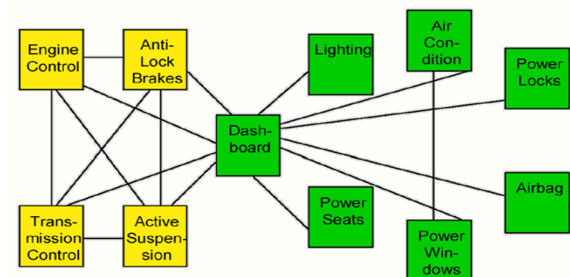 Engine
Control
Anti-
Lock
Brakes
Lighting
Air
Con-
dition
Power
Locks
Dash-
board
Trans-
mission
Control
Active
Suspen-
sion
Power
Seats
Power
Win-
dows
Airbag